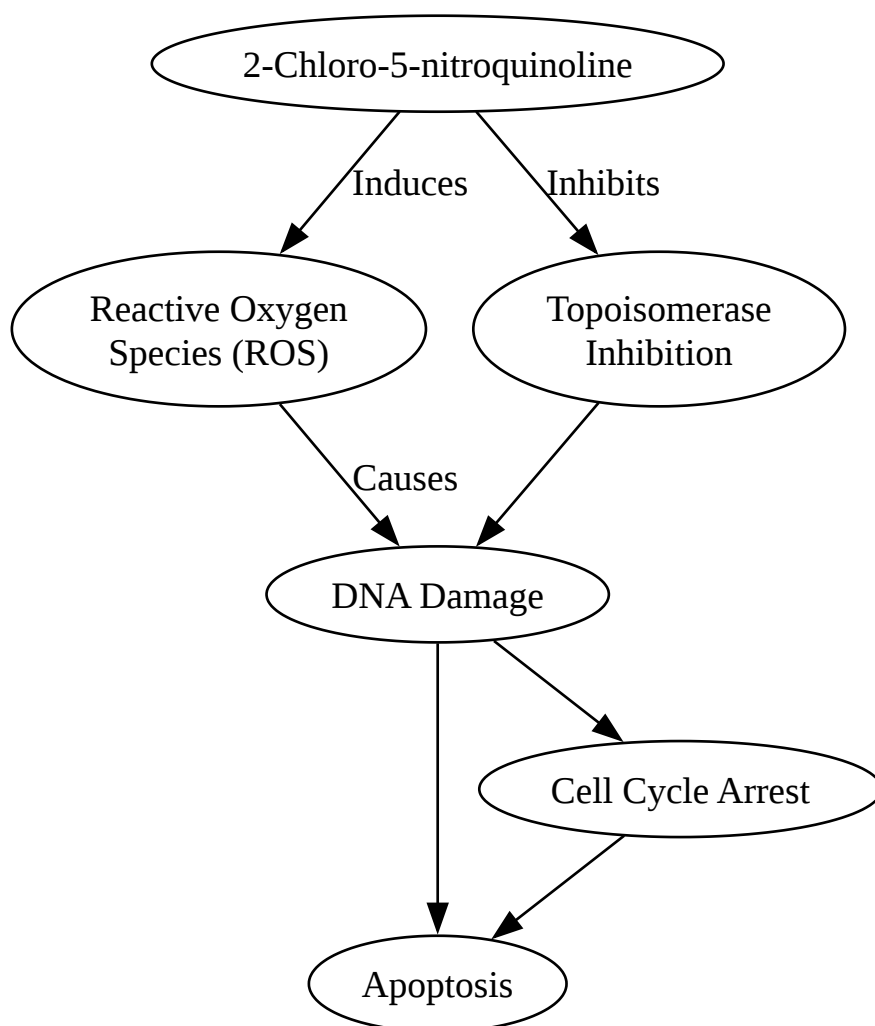 2-Chloro-5-nitroquinoline
Induces
Inhibits
Reactive Oxygen
Species (ROS)
Topoisomerase
Inhibition
Causes
DNA Damage
Cell Cycle Arrest
Apoptosis